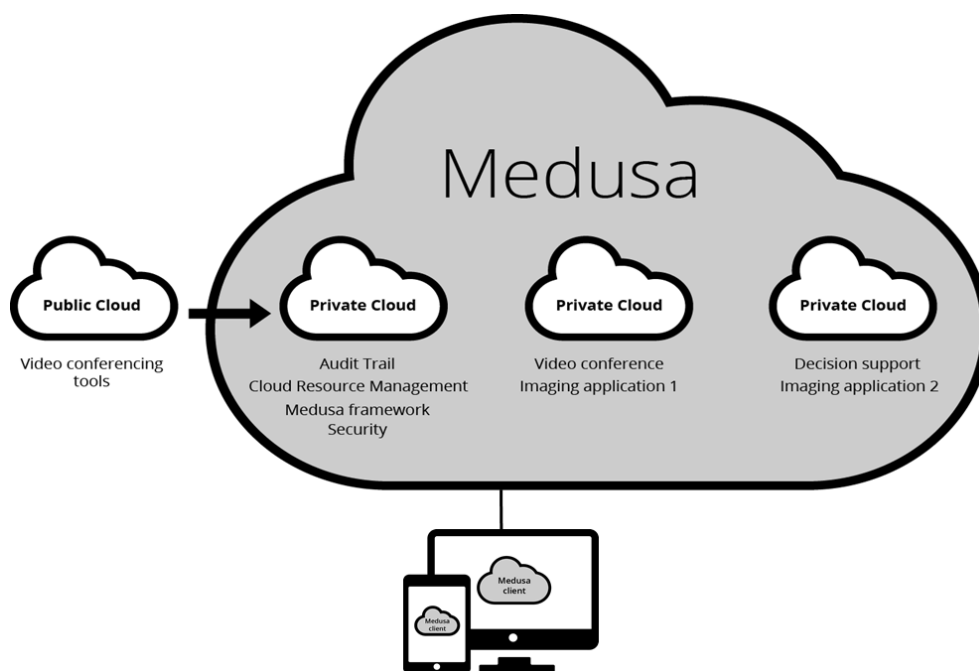 Medusa
Public Cloud
Video conferencing
tools
Private Cloud
Audit Trail
Cloud Resource Management
Medusa framework
Security
Private Cloud
Video conference
Imaging application 1
Private Cloud
Decision support
Imaging application 2
Medusa
client
Medusa
client